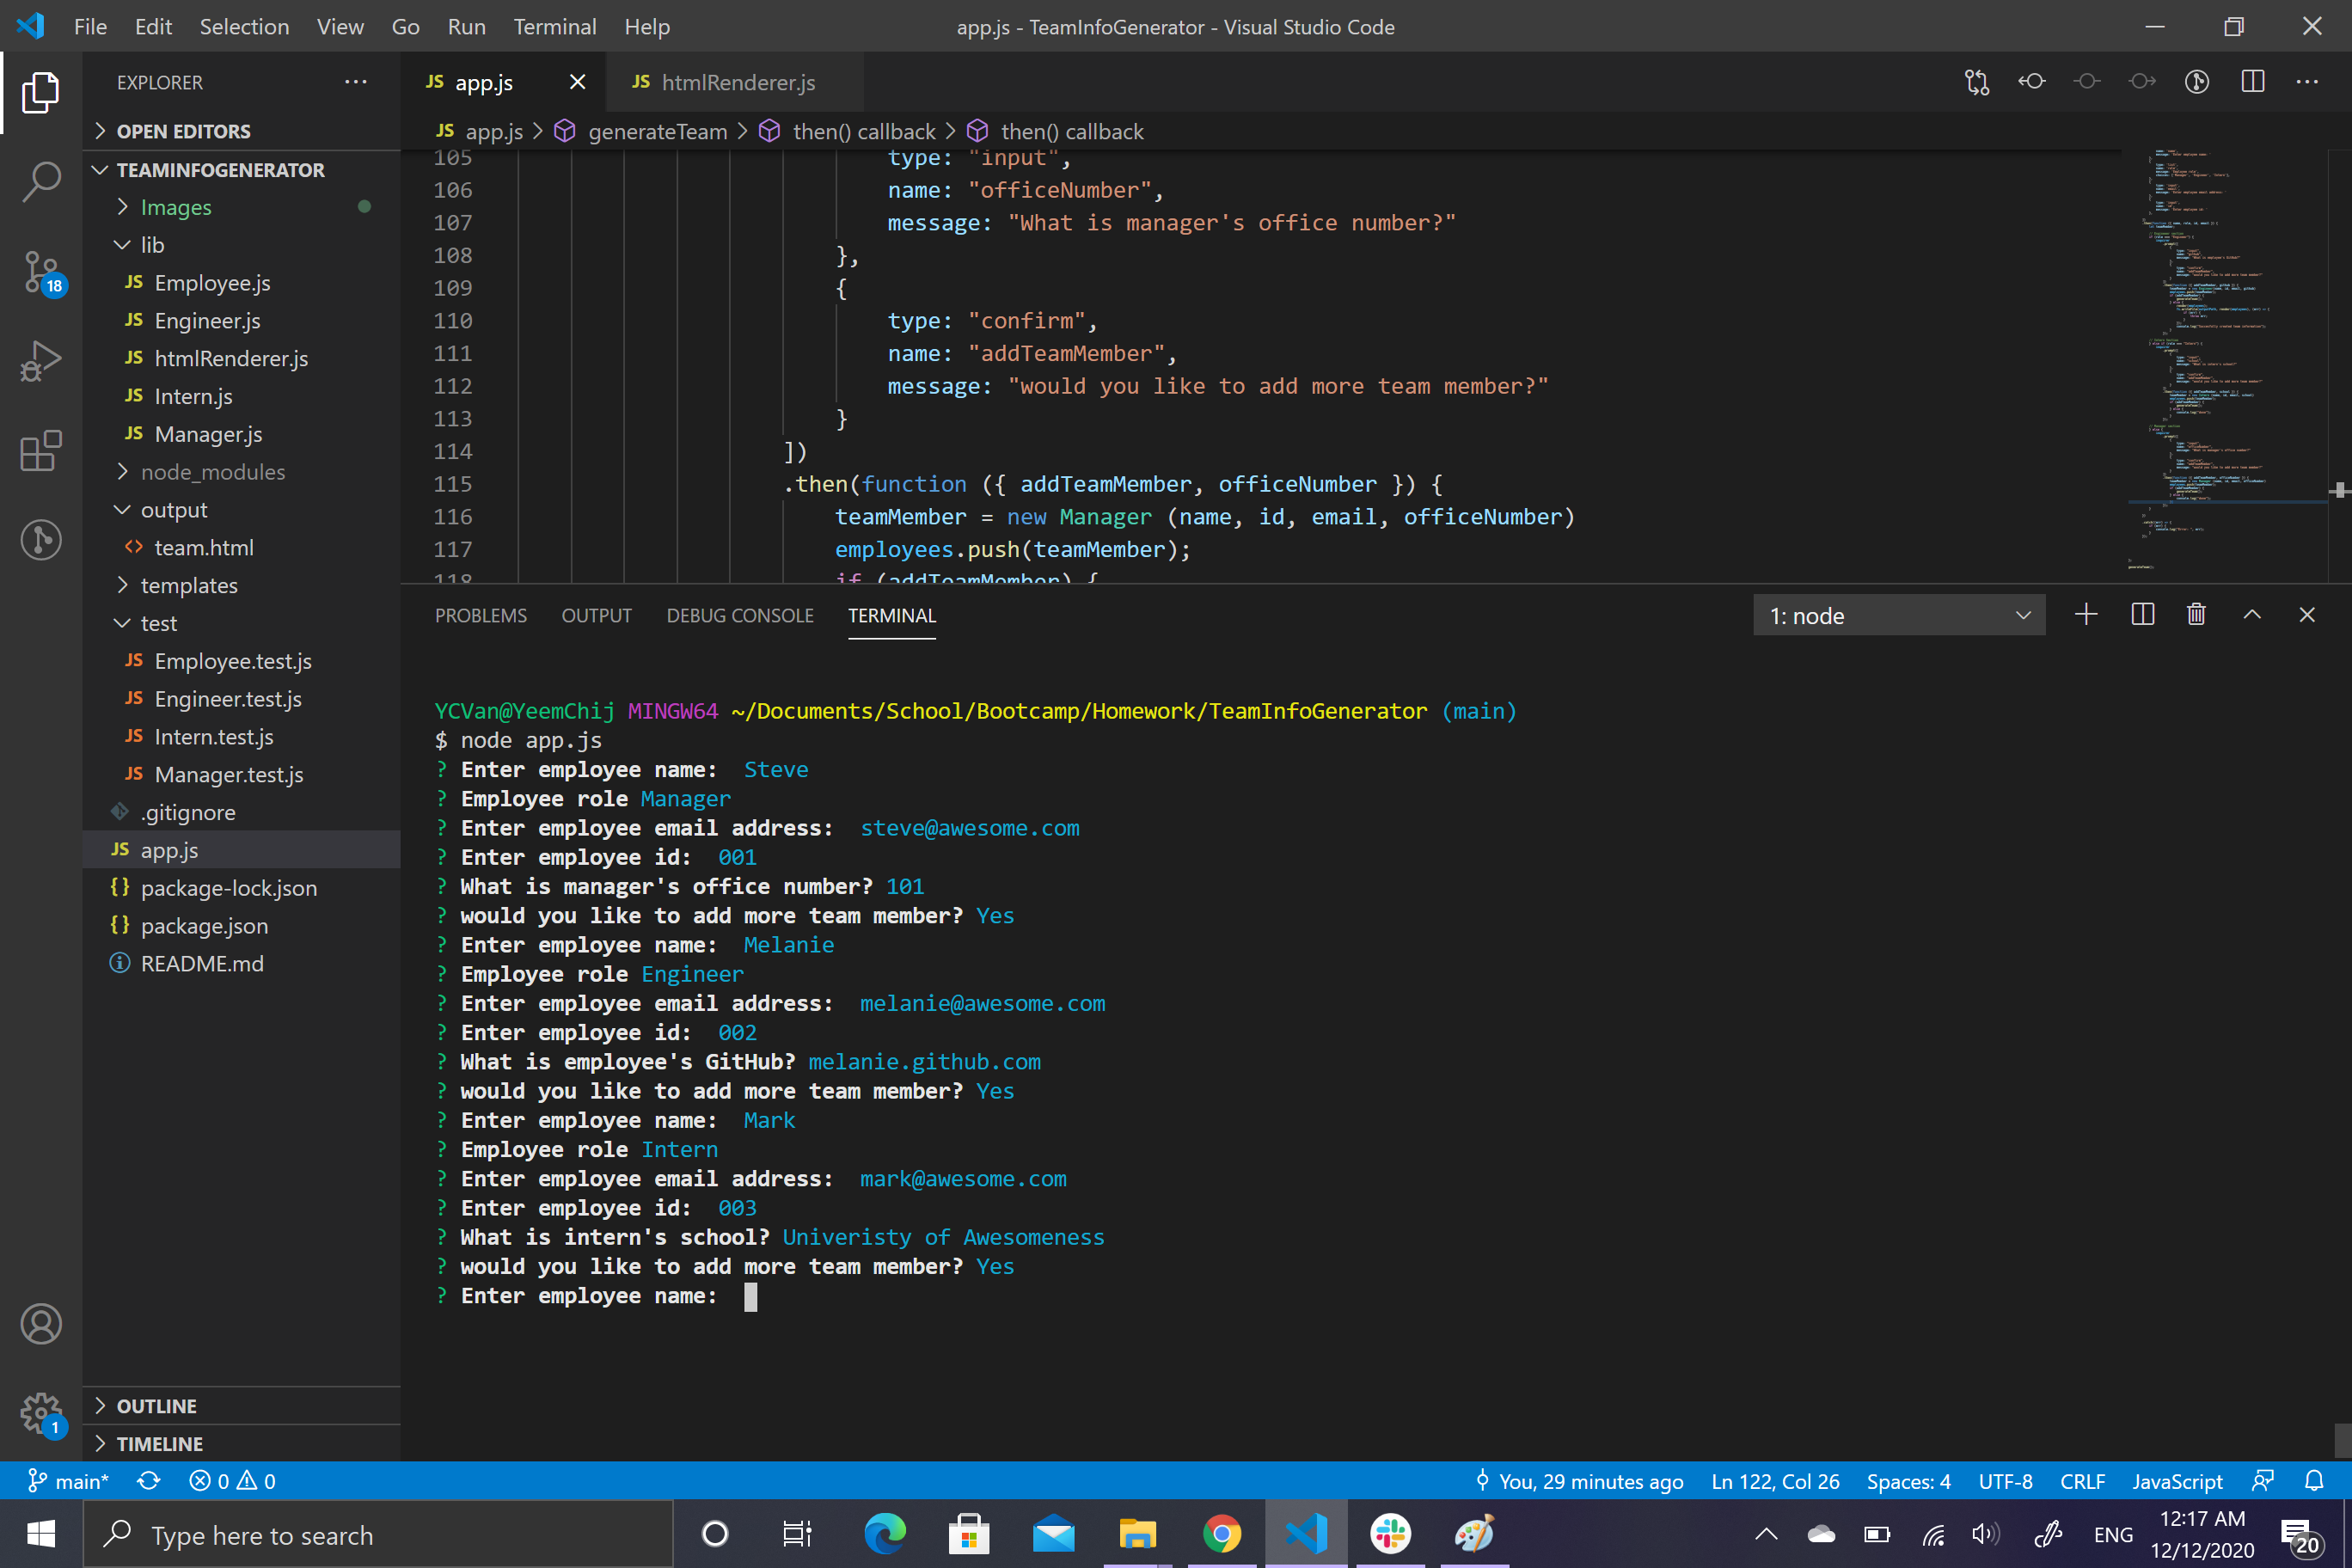 File Edit Selection View Go Run Terminal Help
app.js - TeamInfoGenerator - Visual Studio Code
EXPLORER
OPEN EDITORS
TEAMINFOGENERATOR
Images
lib
JS Employee.js
JS Engineer.js
JS htmlRenderer.js
JS Intern.js
JS Manager.js
node_modules
output
<> team.html
templates
test
JS Employee.test.js
JS Engineer.test.js
JS Intern.test.js
JS Manager.test.js
.gitignore
JS app.js
{} package-lock.json
{} package.json
README.md
OUTLINE
TIMELINE
18
1
JS app.js
JS htmlRenderer.js
JS app.js > generateTeam > then() callback > then() callback
105 type: "input",
106 name: "officeNumber",
107 message: "What is manager's office number?"
108 },
109 {
110 type: "confirm",
111 name: "addTeamMember",
112 message: "would you like to add more team member?"
113 }
114 ])
115 .then(function ({ addTeamMember, officeNumber }) {
116 teamMember = new Manager (name, id, email, officeNumber)
117 employees.push(teamMember);
118 if (addTeamMember) {
PROBLEMS OUTPUT DEBUG CONSOLE TERMINAL
1: node
YCVan@YeemChij MINGW64 ~/Documents/School/Bootcamp/Homework/TeamInfoGenerator (main)
$ node app.js
? Enter employee name:  Steve
? Employee role Manager
? Enter employee email address:  steve@awesome.com
? Enter employee id:  001
? What is manager's office number? 101
? would you like to add more team member? Yes
? Enter employee name:  Melanie
? Employee role Engineer
? Enter employee email address:  melanie@awesome.com
? Enter employee id:  002
? What is employee's GitHub? melanie.github.com
? would you like to add more team member? Yes
? Enter employee name:  Mark
? Employee role Intern
? Enter employee email address:  mark@awesome.com
? Enter employee id:  003
? What is intern's school? Univeristy of Awesomeness
? would you like to add more team member? Yes
? Enter employee name:
main* 0 0
You, 29 minutes ago Ln 122, Col 26 Spaces: 4 UTF-8 CRLF JavaScript
Type here to search
ENG
12:17 AM
12/12/2020
20